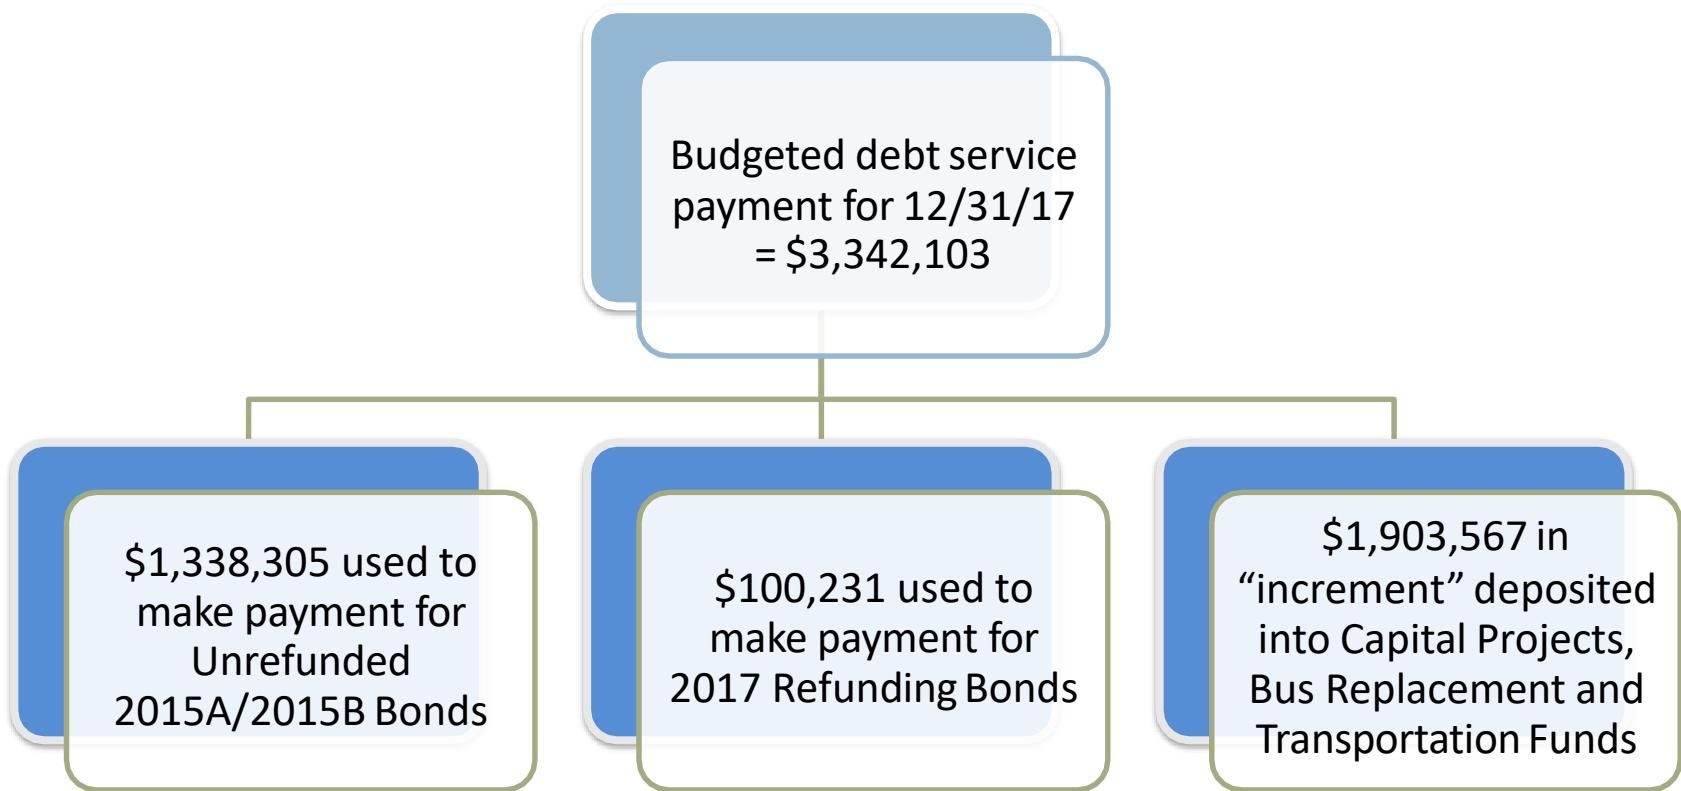 Budgeted debt service
payment for 12/31/17
= $3,342,103
$1,338,305 used to
make payment for
Unrefunded
2015A/2015B Bonds
$100,231 used to
make payment for
2017 Refunding Bonds
$1,903,567 in
“increment” deposited
into Capital Projects,
Bus Replacement and
Transportation Funds